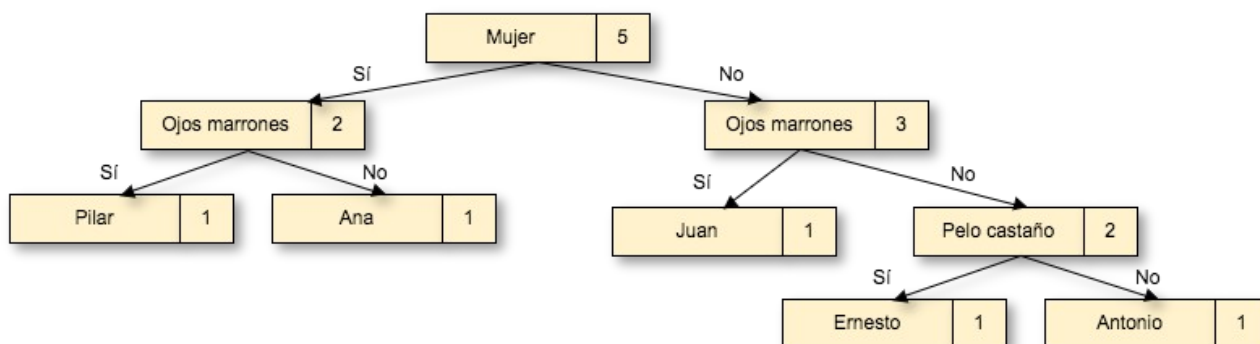 Mujer 5
Sí No
Ojos marrones 2 Ojos marrones 3
Sí No Sí No
Pilar 1 Ana 1 Juan 1 Pelo castaño 2
Sí No
Ernesto 1 Antonio 1